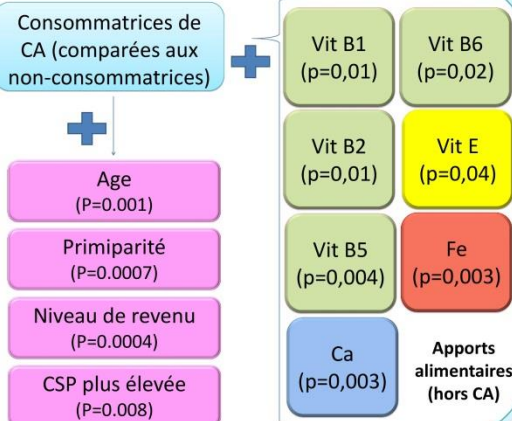 Consommatrices de
CA (comparées aux
non-consommatrices)
Age
(P=0.001)
Primiparité
(P=0.0007)
Niveau de revenu
(P=0.0004)
CSP plus élevée
(P=0.008)
Vit B1
(p=0,01)
Vit B6
(p=0,02)
Vit B2
(p=0,01)
Vit E
(p=0,04)
Vit B5
(p=0,004)
Fe
(p=0,003)
Ca
(p=0,003)
Apports
alimentaires
(hors CA)